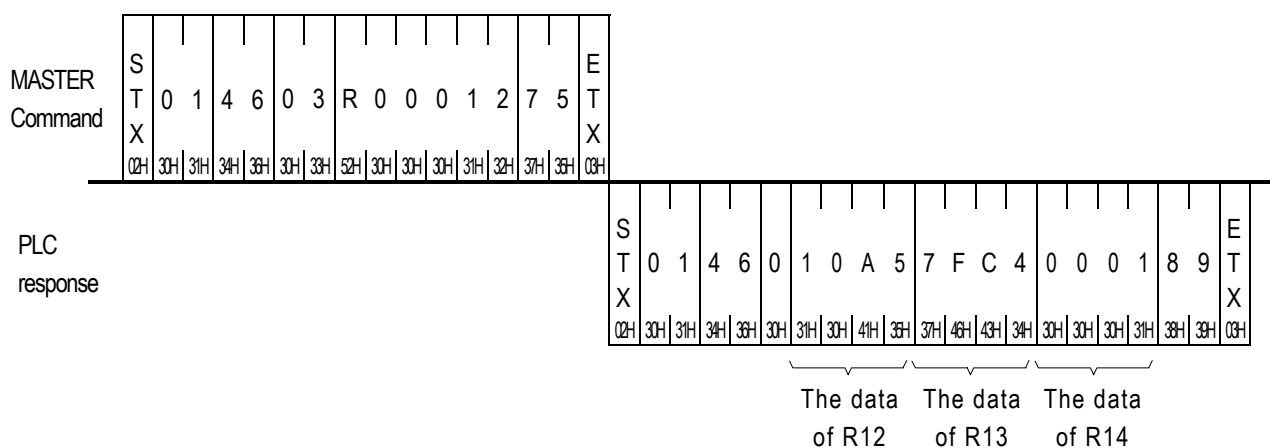 MASTER
Command
STX 0 1 4 6 0 3 R 0 0 0 1 2 7 5 ETX
02H 30H 31H 34H 36H 30H 33H 52H 30H 30H 30H 31H 32H 37H 35H 03H
PLC
response
STX 0 1 4 6 0 1 0 A 5 7 F C 4 0 0 0 1 8 9 ETX
02H 30H 31H 34H 36H 30H 31H 30H 41H 35H 37H 46H 43H 34H 30H 30H 30H 31H 38H 39H 03H
The data The data The data
of R12 of R13 of R14